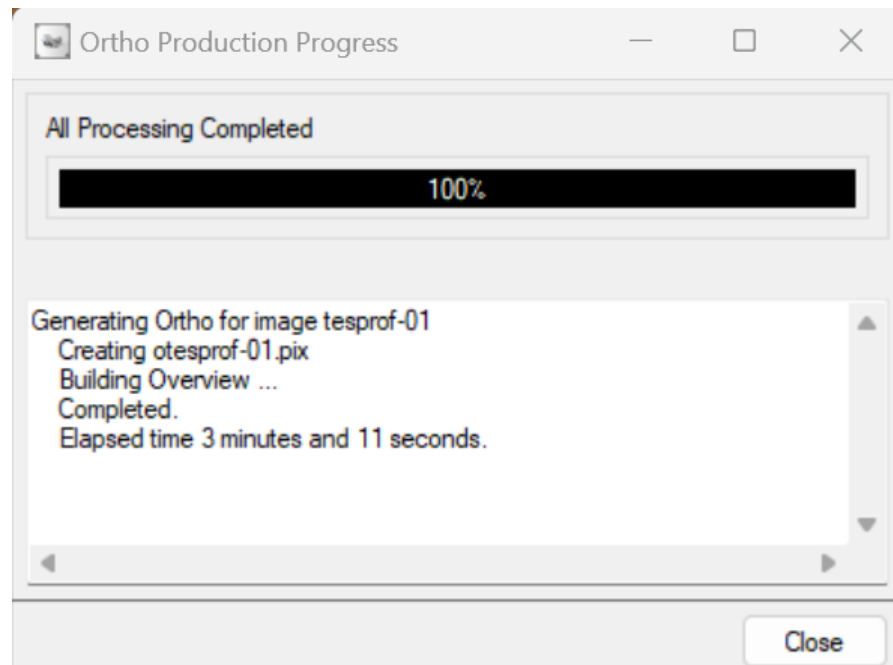 Ortho Production Progress
All Processing Completed
100%
Generating Ortho for image tesprof-01
Creating otesprof-01.pix
Building Overview ...
Completed.
Elapsed time 3 minutes and 11 seconds.
Close